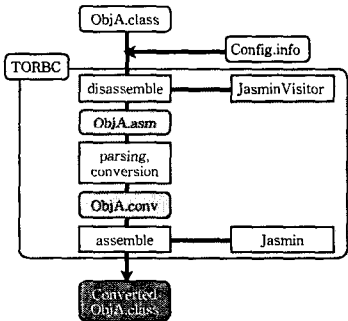 ObjA.class
Config.info
TORBC
disassemble
JasminVisitor
ObjA.asm
parsing,
conversion
ObjA.conv
assemble
Jasmin
Converted
ObjA.class